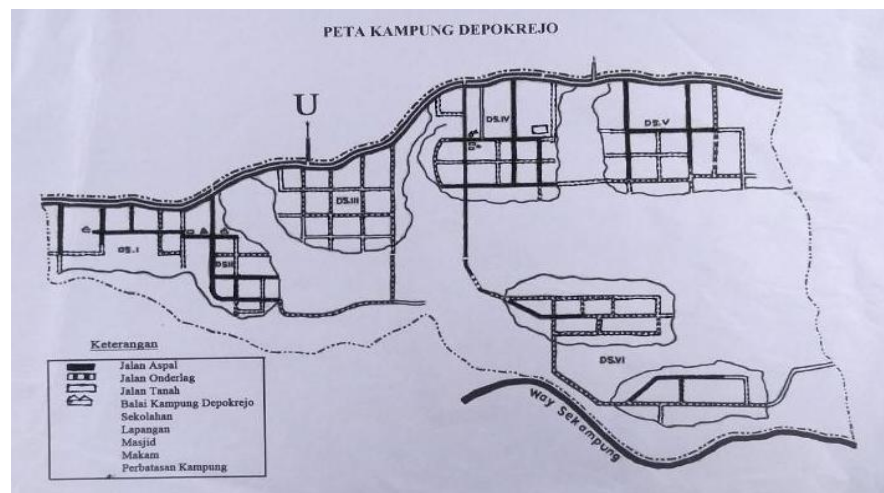 PETA KAMPUNG DEPOKREJO
U
DS.IV
DS.V
DS.III
DS.I
DS.II
DS.VI
Way Sekampung
Keterangan
Jalan Aspal
Jalan Onderlag
Jalan Tanah
Balai Kampung Depokrejo
Sekolahan
Lapangan
Masjid
Makam
Perbatasan Kampung